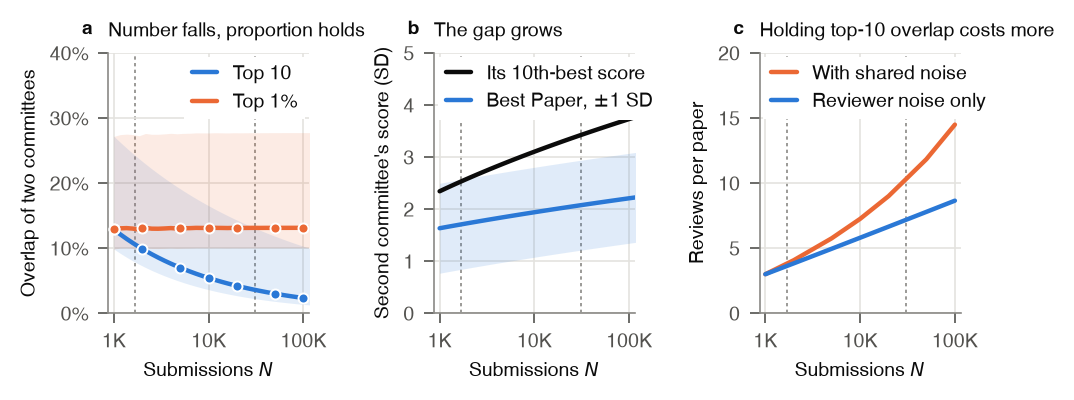 a Number falls, proportion holds
40%
30%
20%
10%
0%
1K 10K 100K
Submissions N
Overlap of two committees
Top 10
Top 1%
b The gap grows
5
4
3
2
1
0
1K 10K 100K
Submissions N
Second committee's score (SD)
Its 10th-best score
Best Paper, ±1 SD
c Holding top-10 overlap costs more
20
15
10
5
0
1K 10K 100K
Submissions N
Reviews per paper
With shared noise
Reviewer noise only